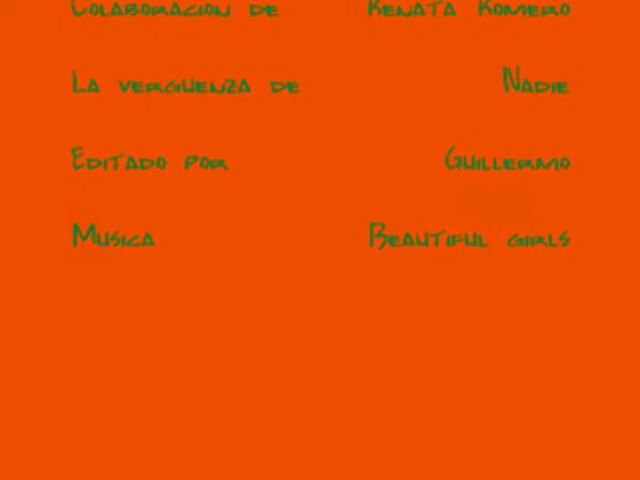 Colaboracion de Renata Romero
La verguenza de Nadie
Editado por Guillermo
Musica Beautiful girls